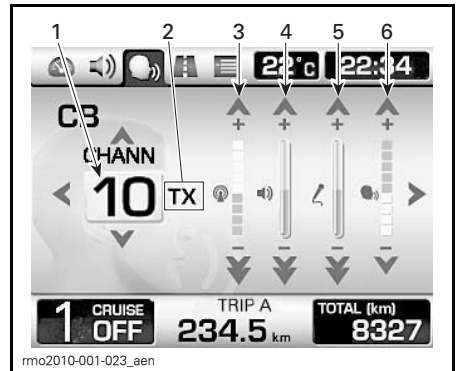 1 2 3 4 5 6
22°c 22:34
CB
CHANN
+ + + +
10 TX
− − − −
1 CRUISE OFF
TRIP A
234.5 km
TOTAL (km)
8327
rmo2010-001-023_aen